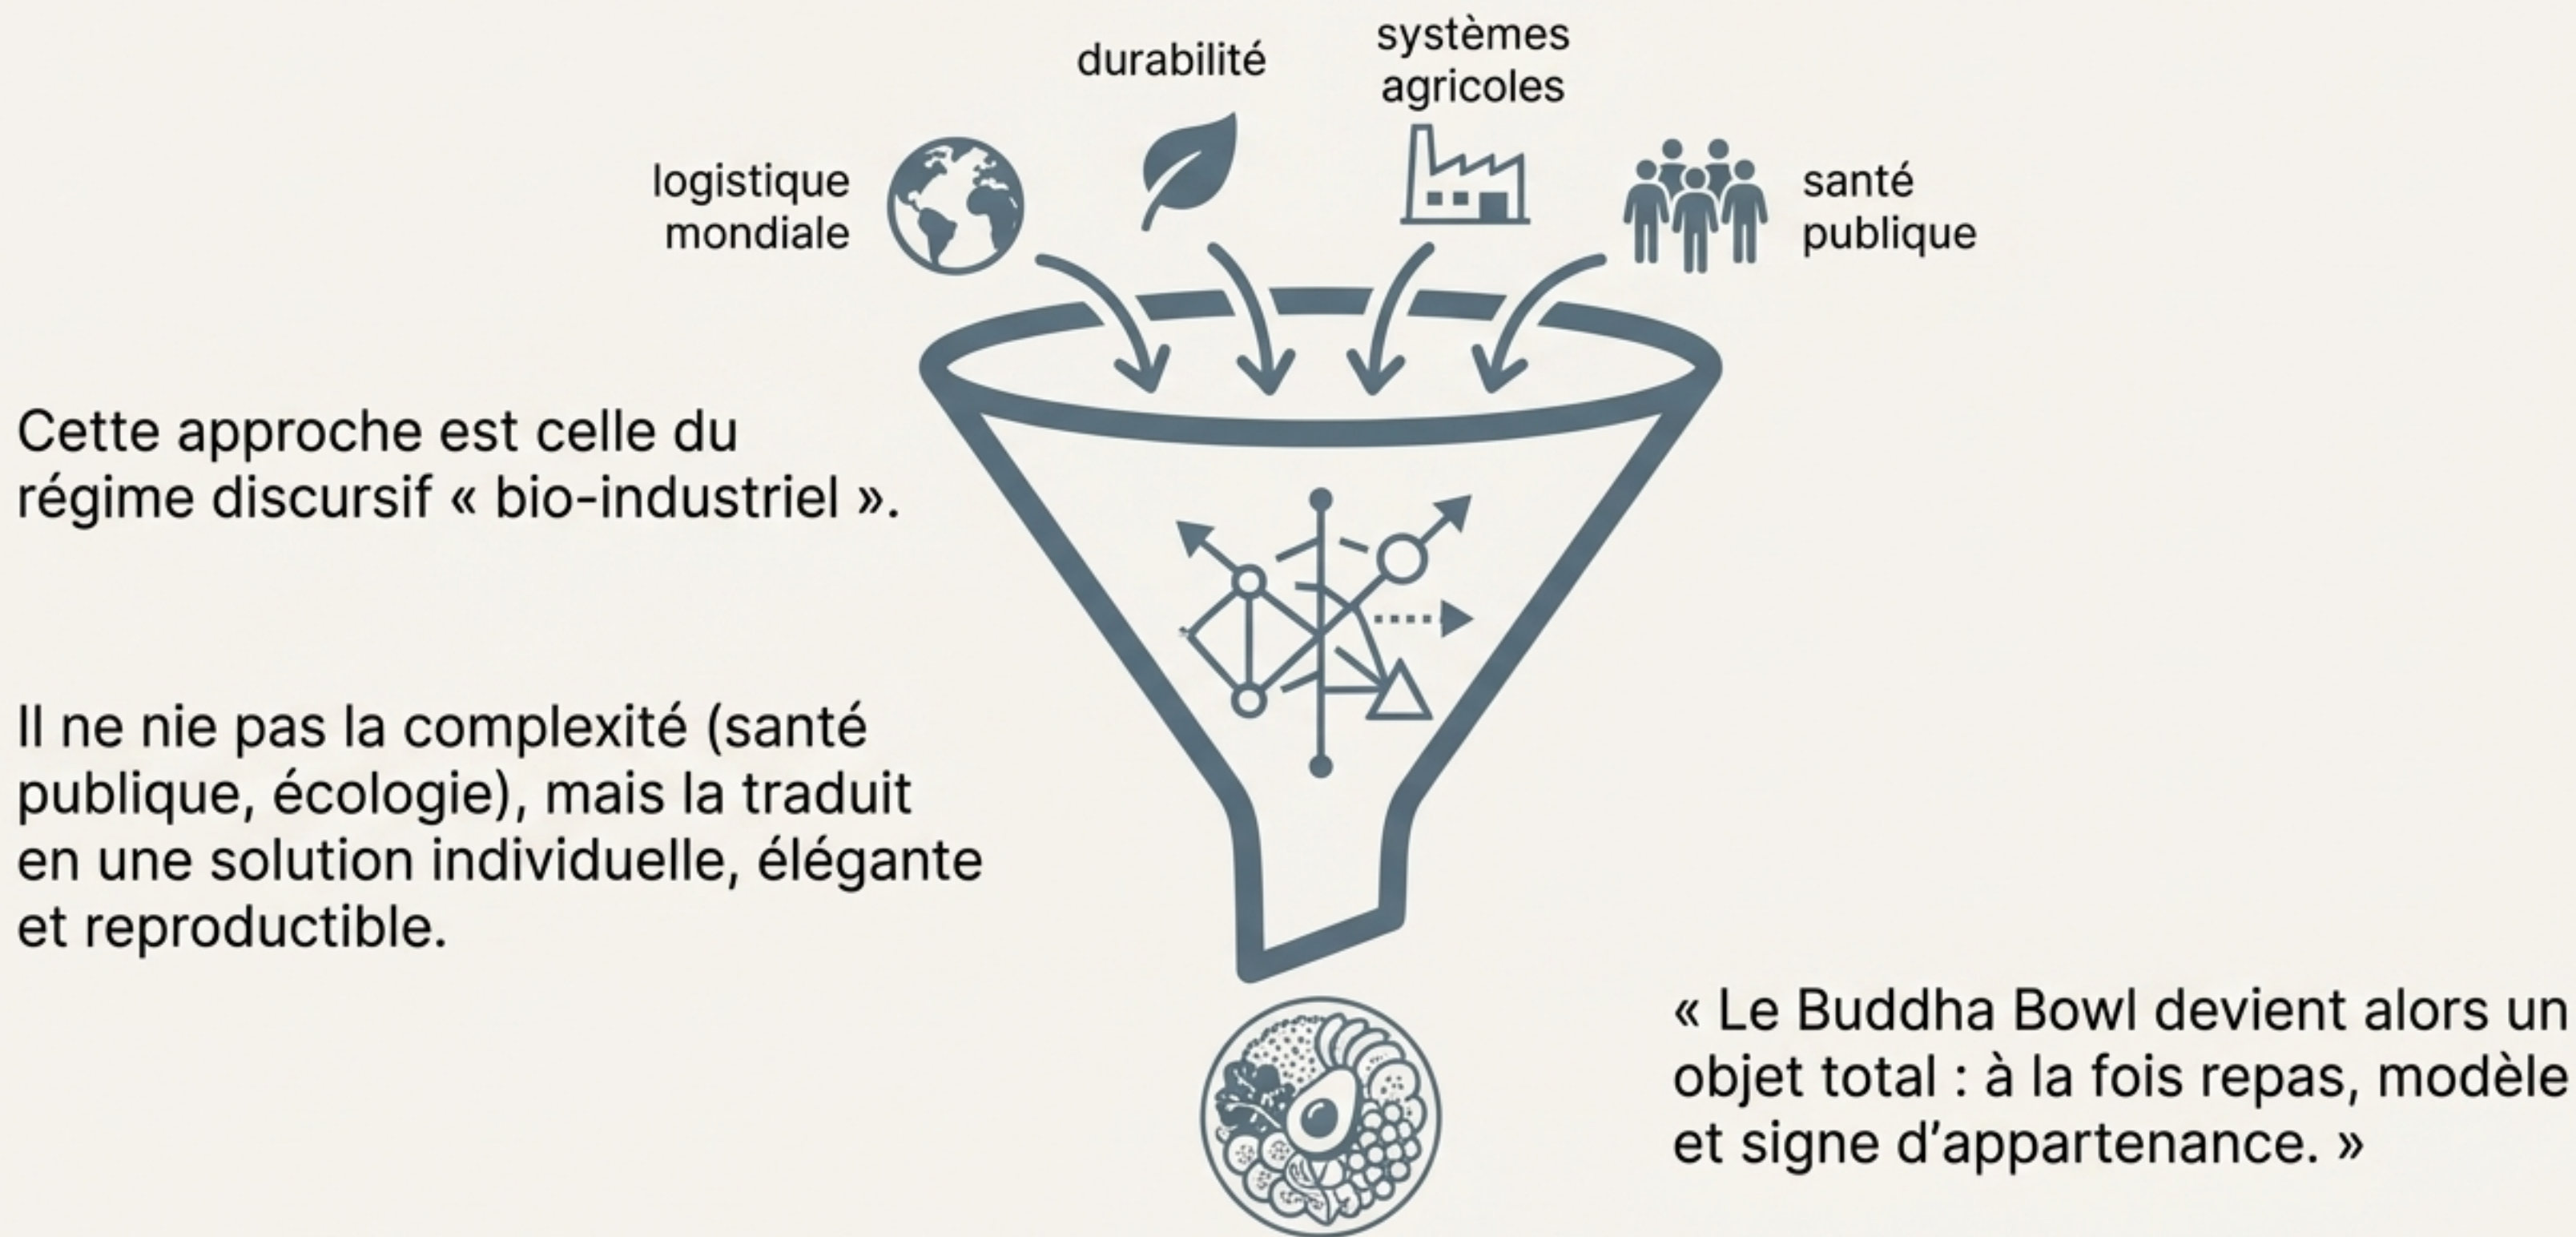 durabilité
systèmes
agricoles
logistique
mondiale
santé
publique
Cette approche est celle du
régime discursif « bio-industriel ».
Il ne nie pas la complexité (santé
publique, écologie), mais la traduit
en une solution individuelle, élégante
et reproductible.
« Le Buddha Bowl devient alors un
objet total : à la fois repas, modèle
et signe d’appartenance. »